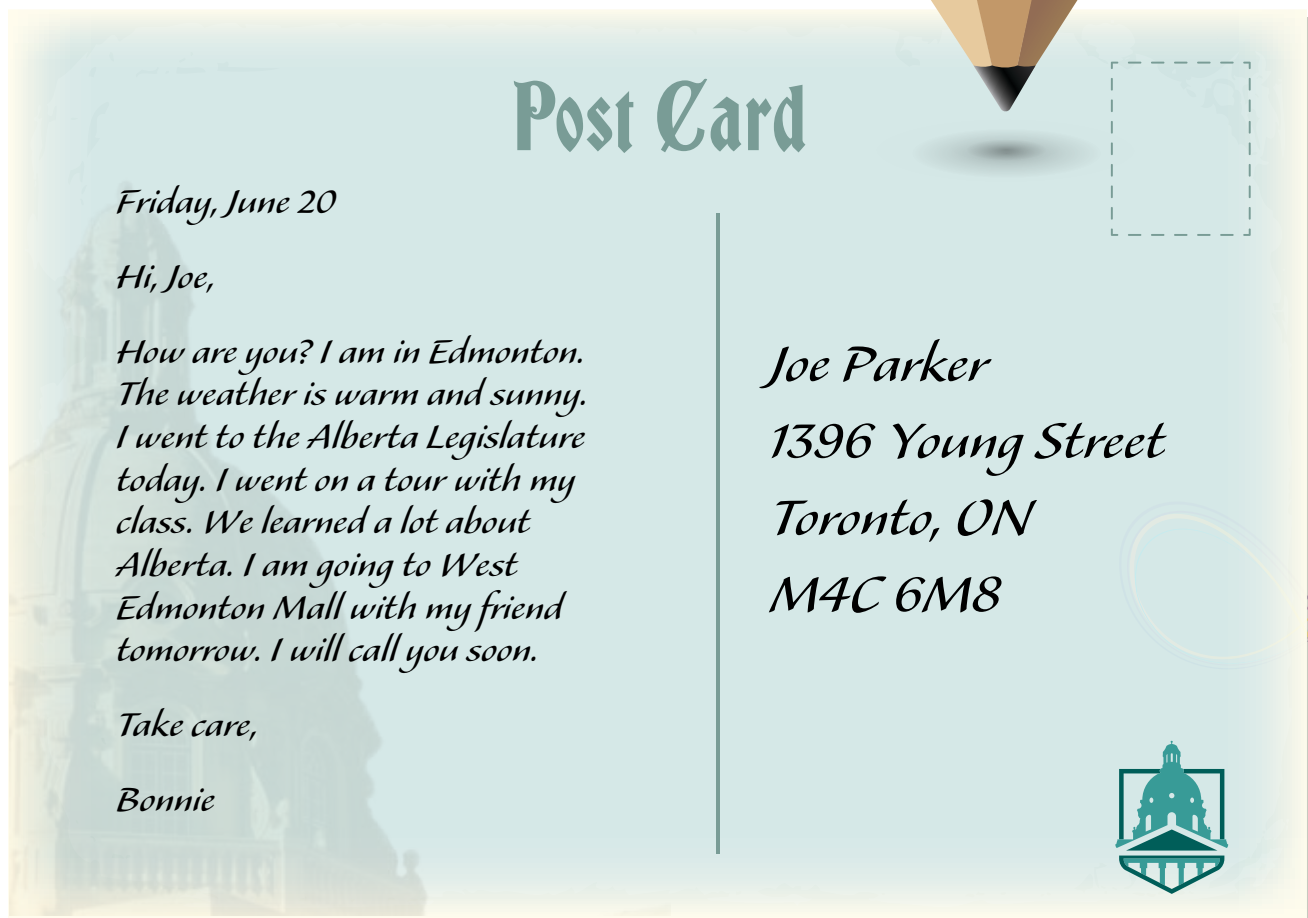 Post Card
Friday, June 20
Hi, Joe,
How are you? I am in Edmonton.
The weather is warm and sunny.
I went to the Alberta Legislature
today. I went on a tour with my
class. We learned a lot about
Alberta. I am going to West
Edmonton Mall with my friend
tomorrow. I will call you soon.
Take care,
Bonnie
Joe Parker
1396 Young Street
Toronto, ON
M4C 6M8